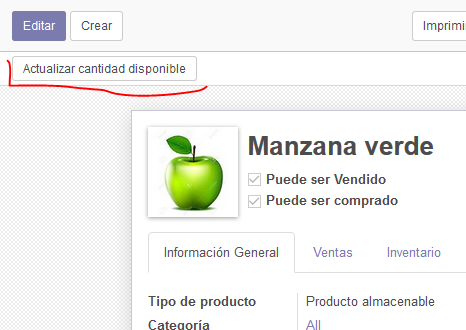 Editar Crear Imprimi
Actualizar cantidad disponible
Manzana verde
Puede ser Vendido
Puede ser comprado
Información General Ventas Inventario
Tipo de producto Producto almacenable
Categoría All